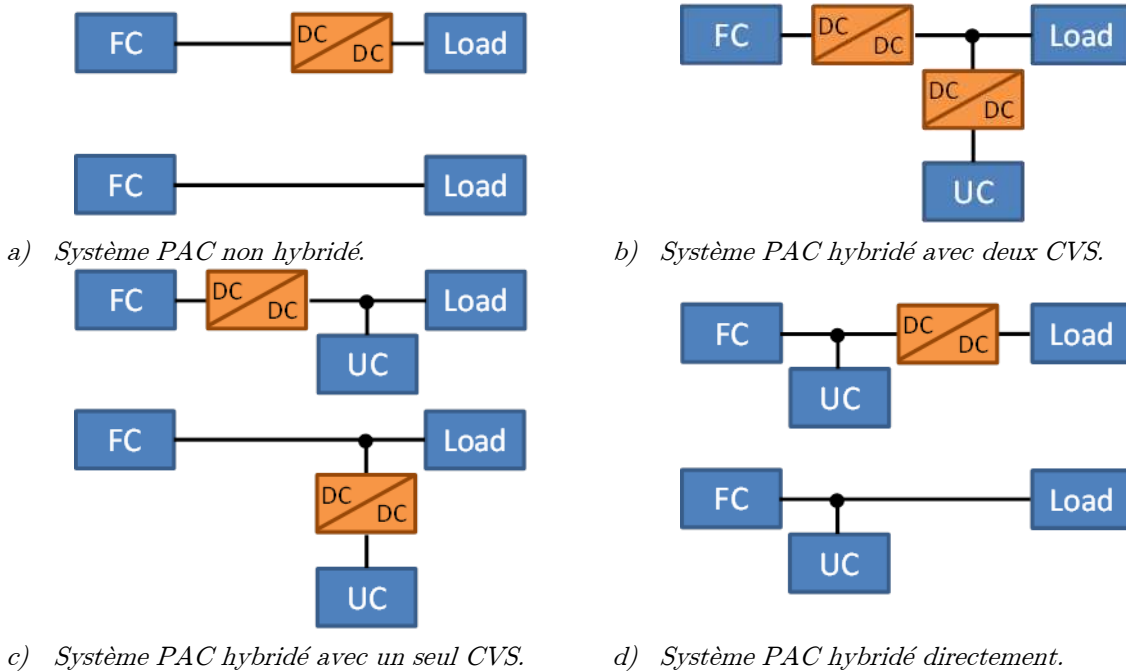 FC DC DC Load
FC Load
a) Système PAC non hybridé.
FC DC DC Load
DC DC
UC
b) Système PAC hybridé avec deux CVS.
FC DC DC Load
UC
FC Load
DC DC
UC
c) Système PAC hybridé avec un seul CVS.
FC DC DC Load
UC
FC Load
UC
d) Système PAC hybridé directement.